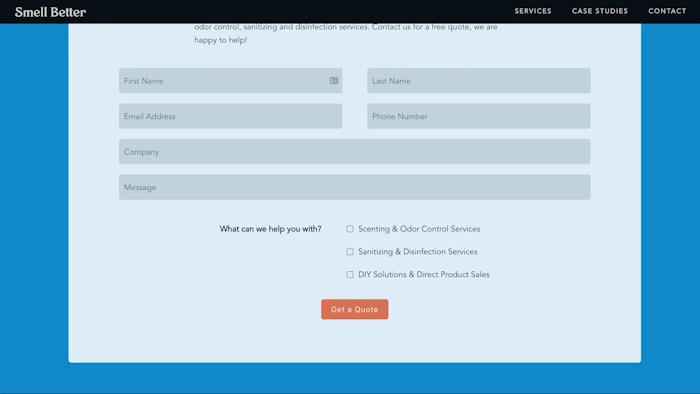 Smell Better
SERVICES CASE STUDIES CONTACT
odor control, sanitizing and disinfection services. Contact us for a free quote, we are
happy to help!
First Name Last Name
Email Address Phone Number
Company
Message
What can we help you with? Scenting & Odor Control Services
Sanitizing & Disinfection Services
DIY Solutions & Direct Product Sales
Get a Quote